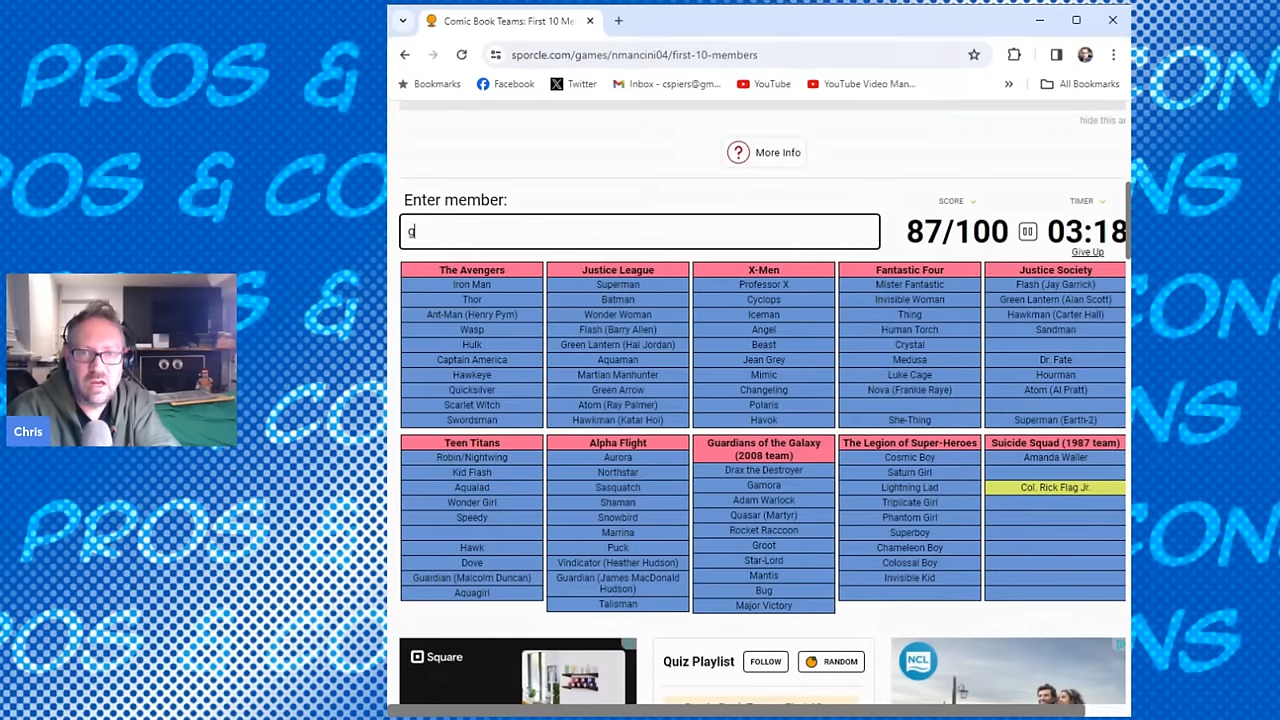 PROS &
PROS & CO
PROS &
Chris
Comic Book Teams: First 10 Me
sporcle.com/games/nmancini04/first-10-members
Bookmarks
Facebook
Twitter
Inbox - cspiers@gm...
YouTube
YouTube Video Man...
»
All Bookmarks
hide this a
? More Info
Enter member:
g
SCORE
87/100
TIMER
03:18
Give Up
The Avengers
Iron Man
Thor
Ant-Man (Henry Pym)
Wasp
Hulk
Captain America
Hawkeye
Quicksilver
Scarlet Witch
Swordsman
Justice League
Superman
Batman
Wonder Woman
Flash (Barry Allen)
Green Lantern (Hal Jordan)
Aquaman
Martian Manhunter
Green Arrow
Atom (Ray Palmer)
Hawkman (Katar Hol)
X-Men
Professor X
Cyclops
Iceman
Angel
Beast
Jean Grey
Mimic
Changeling
Polaris
Havok
Fantastic Four
Mister Fantastic
Invisible Woman
Thing
Human Torch
Crystal
Medusa
Luke Cage
Nova (Frankie Raye)
She-Thing
Justice Society
Flash (Jay Garrick)
Green Lantern (Alan Scott)
Hawkman (Carter Hall)
Sandman
Dr. Fate
Hourman
Atom (Al Pratt)
Superman (Earth-2)
Teen Titans
Robin/Nightwing
Kid Flash
Aqualad
Wonder Girl
Speedy
Hawk
Dove
Guardian (Malcolm Duncan)
Aquagirl
Alpha Flight
Aurora
Northstar
Sasquatch
Shaman
Snowbird
Marrina
Puck
Vindicator (Heather Hudson)
Guardian (James MacDonald
Hudson)
Talisman
Guardians of the Galaxy
(2008 team)
Drax the Destroyer
Gamora
Adam Warlock
Quasar (Martyr)
Rocket Raccoon
Groot
Star-Lord
Mantis
Bug
Major Victory
The Legion of Super-Heroes
Cosmic Boy
Saturn Girl
Lightning Lad
Triplicate Girl
Phantom Girl
Superboy
Chameleon Boy
Colossal Boy
Invisible Kid
Suicide Squad (1987 team)
Amanda Waller
Col. Rick Flag Jr.
Square
Quiz Playlist
FOLLOW
RANDOM
NCL